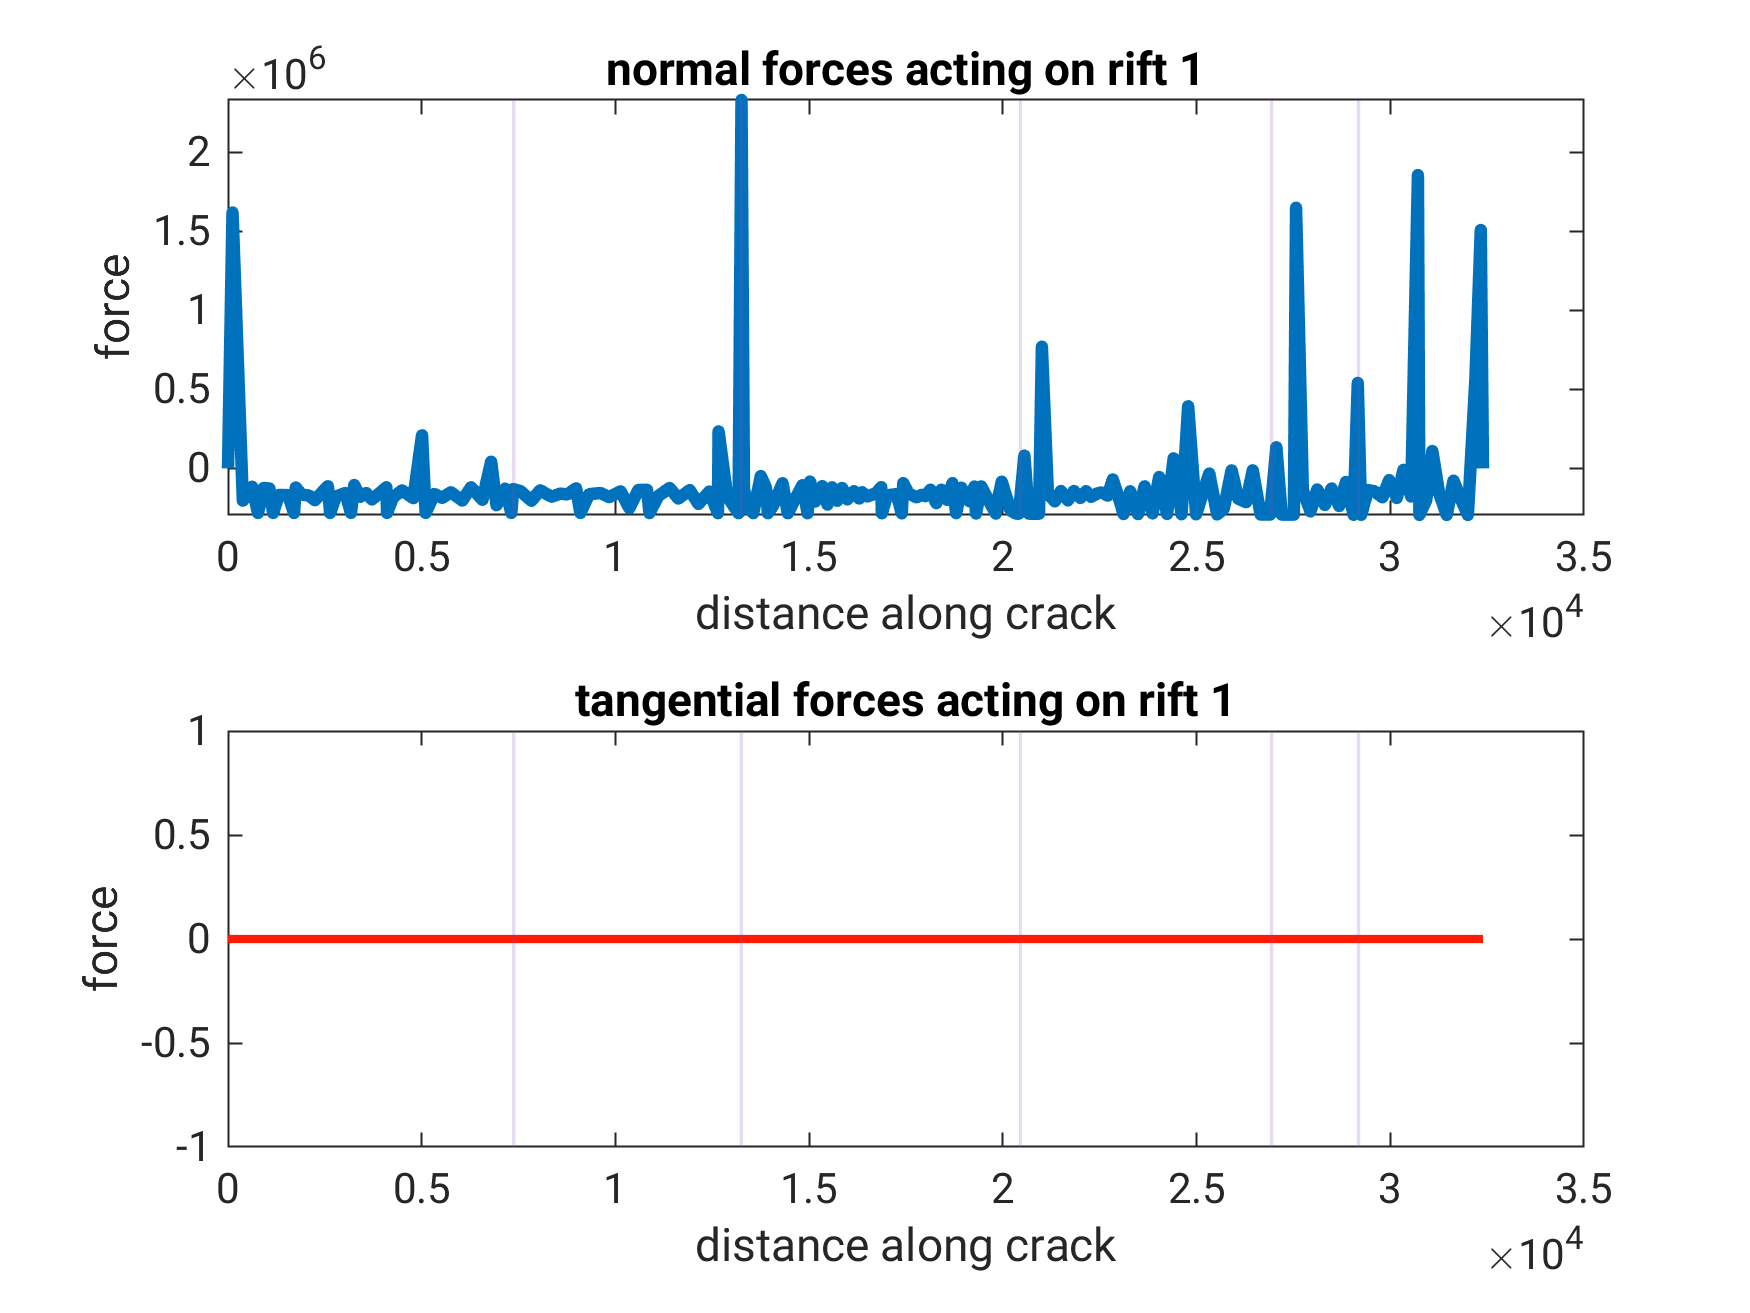 ×10⁶
normal forces acting on rift 1
2
1.5
1
0.5
0
force
0 0.5 1 1.5 2 2.5 3 3.5
distance along crack
×10⁴
tangential forces acting on rift 1
1
0.5
0
-0.5
-1
force
0 0.5 1 1.5 2 2.5 3 3.5
distance along crack
×10⁴